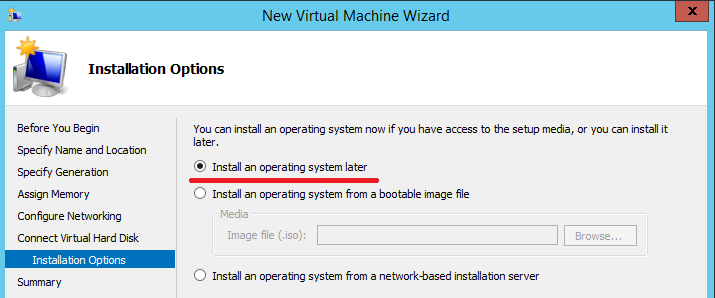 New Virtual Machine Wizard
Installation Options
Before You Begin
Specify Name and Location
Specify Generation
Assign Memory
Configure Networking
Connect Virtual Hard Disk
Installation Options
Summary
You can install an operating system now if you have access to the setup media, or you can install it
later.
Install an operating system later
Install an operating system from a bootable image file
Media
Image file (.iso):
Browse...
Install an operating system from a network-based installation server